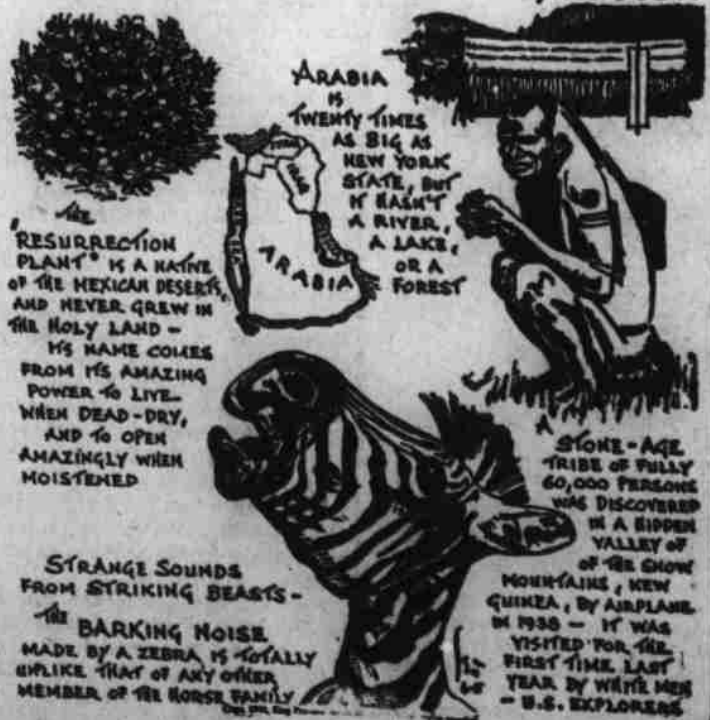 ARABIA
IS
TWENTY TIMES
AS BIG AS
NEW YORK
STATE, BUT
IT HASN'T
A RIVER,
A LAKE,
OR A
FOREST
ARABIA
THE
"RESURRECTION
PLANT" IS A NATIVE
OF THE MEXICAN DESERTS,
AND NEVER GREW IN
THE HOLY LAND -
ITS NAME COMES
FROM ITS AMAZING
POWER TO LIVE
WHEN DEAD-DRY,
AND TO OPEN
AMAZINGLY WHEN
MOISTENED
A
STONE-AGE
TRIBE OF FULLY
60,000 PERSONS
WAS DISCOVERED
IN A HIDDEN
VALLEY OF
OF THE SNOW
MOUNTAINS, NEW
GUINEA, BY AIRPLANE
IN 1938 - IT WAS
VISITED FOR THE
FIRST TIME LAST
YEAR BY WHITE MEN
- U.S. EXPLORERS
STRANGE SOUNDS
FROM STRIKING BEASTS -
THE
BARKING NOISE
MADE BY A ZEBRA IS TOTALLY
UNLIKE THAT OF ANY OTHER
MEMBER OF THE HORSE FAMILY